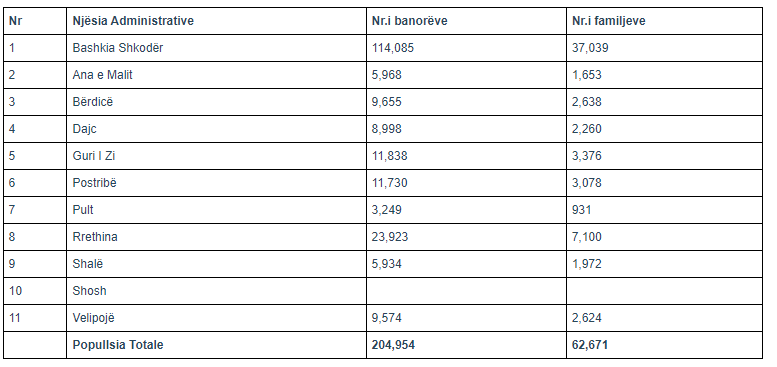 Nr Njësia Administrative Nr.i banorëve Nr.i familjeve
1 Bashkia Shkodër 114,085 37,039
2 Ana e Malit 5,968 1,653
3 Bërdicë 9,655 2,638
4 Dajc 8,998 2,260
5 Guri I Zi 11,838 3,376
6 Postribë 11,730 3,078
7 Pult 3,249 931
8 Rrethina 23,923 7,100
9 Shalë 5,934 1,972
10 Shosh
11 Velipojë 9,574 2,624
Popullsia Totale 204,954 62,671